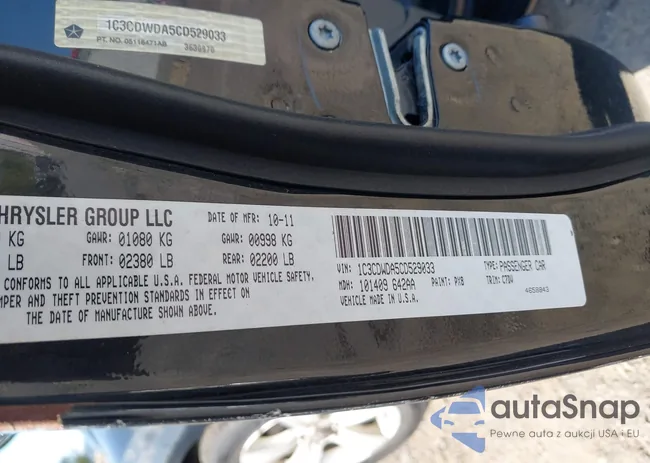 1C3CDWDA5CD529033
PT. NO. 05116471AB
HRYSLER GROUP LLC
DATE OF MFR: 10-11
KG
GAWR: 01080 KG
GAWR: 00998 KG
LB
FRONT: 02380 LB
REAR: 02200 LB
CONFORMS TO ALL APPLICABLE U.S.A. FEDERAL MOTOR VEHICLE SAFETY,
MPER AND THEFT PREVENTION STANDARDS IN EFFECT ON
THE DATE OF MANUFACTURE SHOWN ABOVE.
VIN: 1C3CDWDA5CD529033
TYPE: PASSENGER CAR
MDH: 101409 642AA
PAINT: PXB
TRIM: C7DV
VEHICLE MADE IN U.S.A.
4658843
autaSnap
Pewne auta z aukcji USA i EU